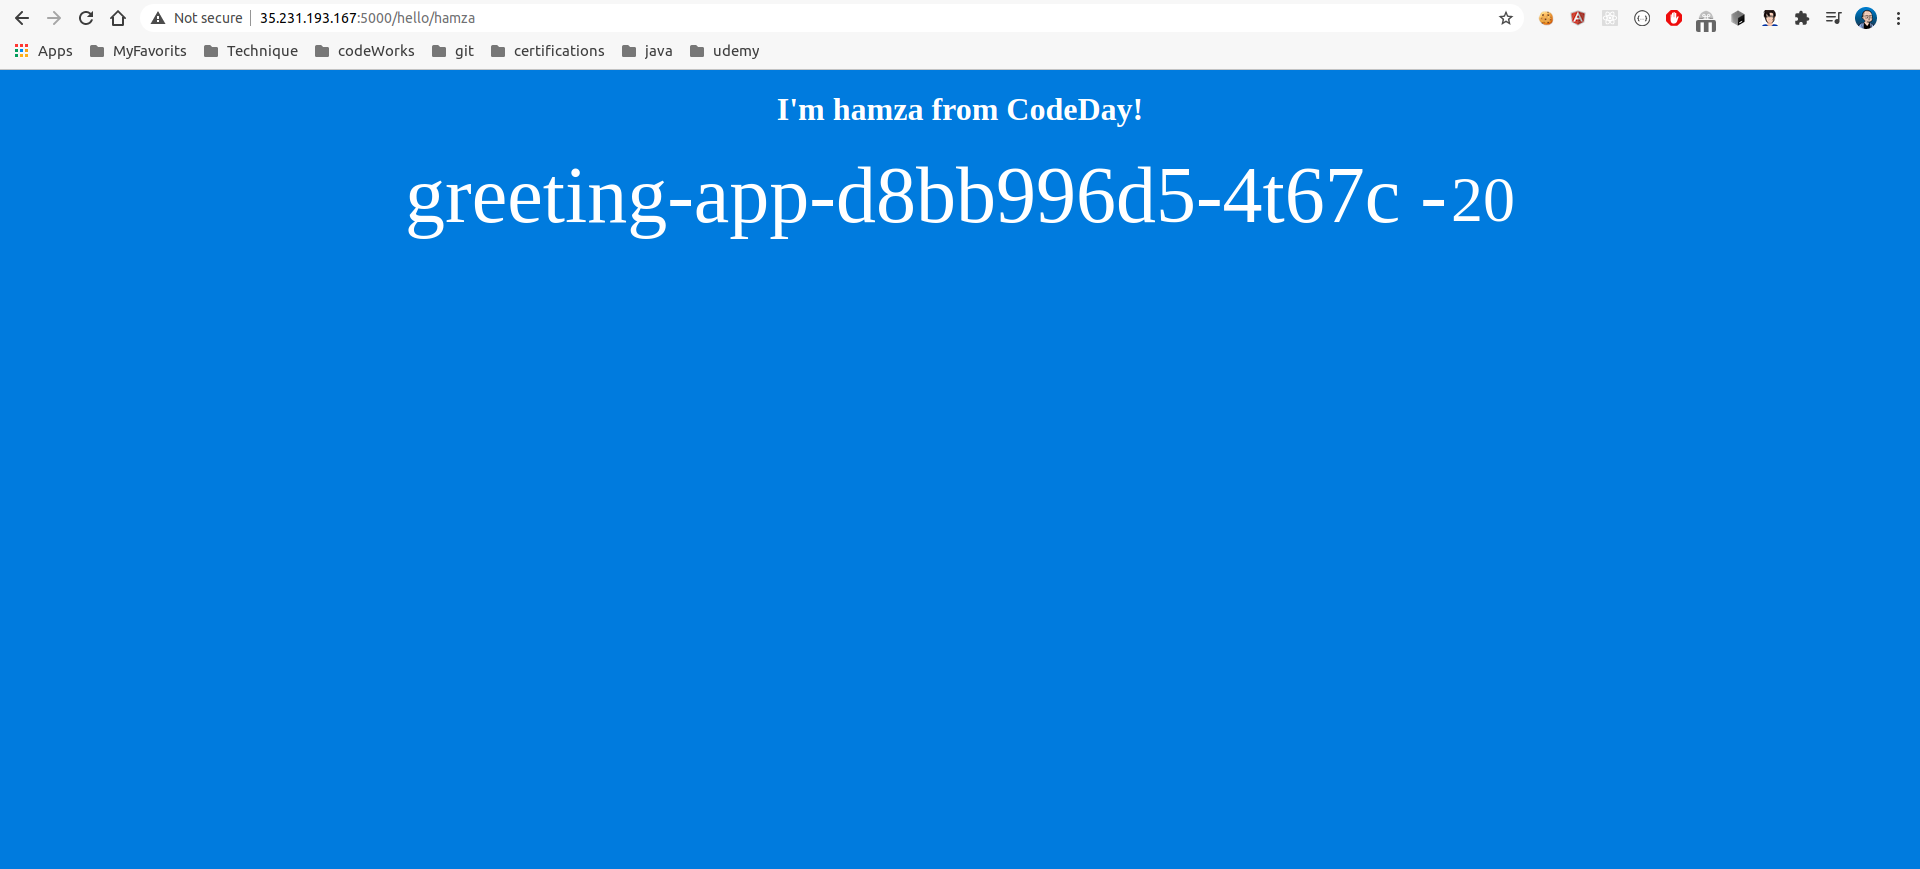 Not secure 35.231.193.167:5000/hello/hamza
Apps MyFavorits Technique codeWorks git certifications java udemy
I'm hamza from CodeDay!
greeting-app-d8bb996d5-4t67c -20